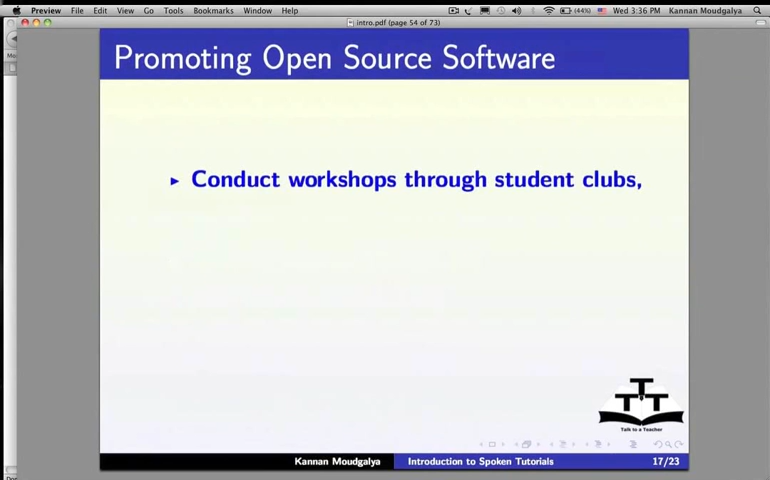 Preview File Edit View Go Tools Bookmarks Window Help (44%) Wed 3:36 PM Kannan Moudgalya
intro.pdf (page 54 of 73)
Promoting Open Source Software
Conduct workshops through student clubs,
TTT
Talk to a Teacher
Kannan Moudgalya Introduction to Spoken Tutorials 17/23